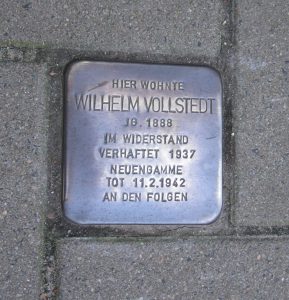 HIER WOHNTE
WILHELM VOLLSTEDT
JG. 1888
IM WIDERSTAND
VERHAFTET 1937
NEUENGAMME
TOT 11.2.1942
AN DEN FOLGEN